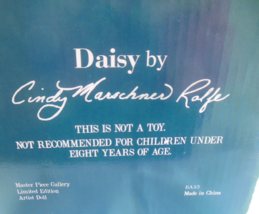 Daisy by
Cindy Marschner Rolfe
THIS IS NOT A TOY.
NOT RECOMMENDED FOR CHILDREN UNDER
EIGHT YEARS OF AGE.
Master Piece Gallery
Limited Edition
Artist Doll
Made in China